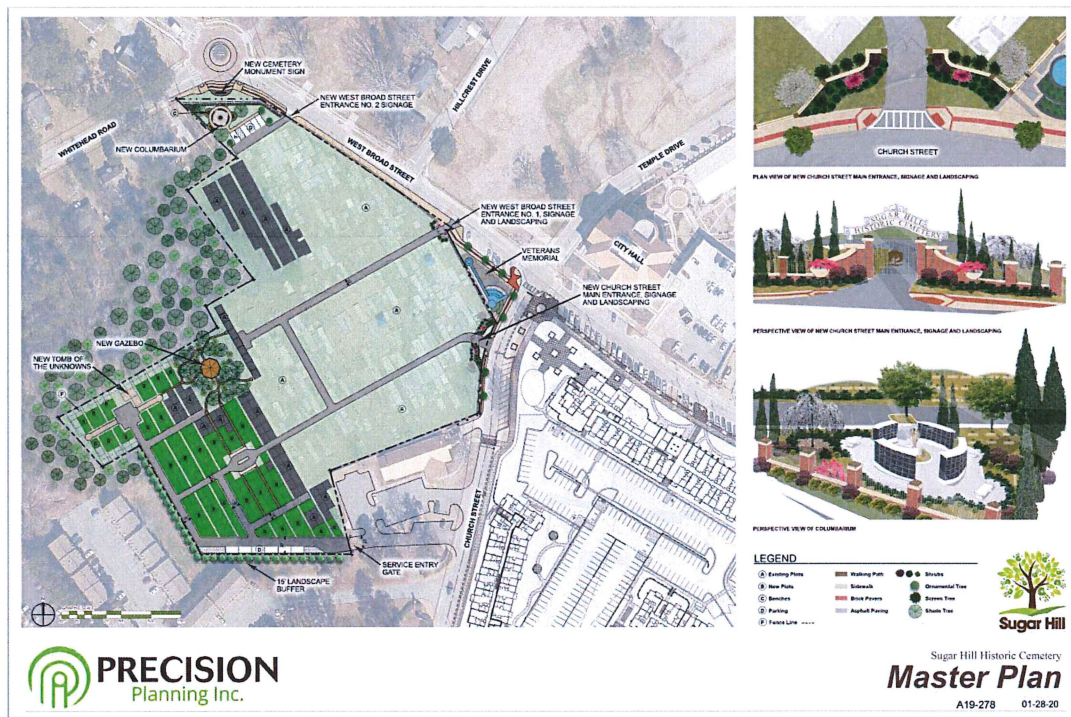 NEW CEMETERY
MONUMENT SIGN
NEW WEST BROAD STREET
ENTRANCE NO. 2 SIGNAGE
HILLCREST DRIVE
WHITEHEAD ROAD
NEW COLUMBARIUM
WEST BROAD STREET
TEMPLE DRIVE
NEW WEST BROAD STREET
ENTRANCE NO. 1, SIGNAGE
AND LANDSCAPING
CITY HALL
VETERANS
MEMORIAL
NEW CHURCH STREET
MAIN ENTRANCE, SIGNAGE
AND LANDSCAPING
NEW GAZEBO
NEW TOMB OF
THE UNKNOWNS
CHURCH STREET
SERVICE ENTRY
GATE
15' LANDSCAPE
BUFFER
CHURCH STREET
PLAN VIEW OF NEW CHURCH STREET MAIN ENTRANCE, SIGNAGE AND LANDSCAPING
SUGAR HILL
HISTORIC CEMETERY
PERSPECTIVE VIEW OF NEW CHURCH STREET MAIN ENTRANCE, SIGNAGE AND LANDSCAPING
PERSPECTIVE VIEW OF COLUMBARIUM
LEGEND
A Existing Plots
B New Plots
C Benches
D Parking
F Fence Line
Walking Path
Sidewalk
Brick Pavers
Asphalt Paving
Shrubs
Ornamental Tree
Screen Tree
Shade Tree
Sugar Hill
PRECISION
Planning Inc.
Sugar Hill Historic Cemetery
Master Plan
A19-278 01-28-20